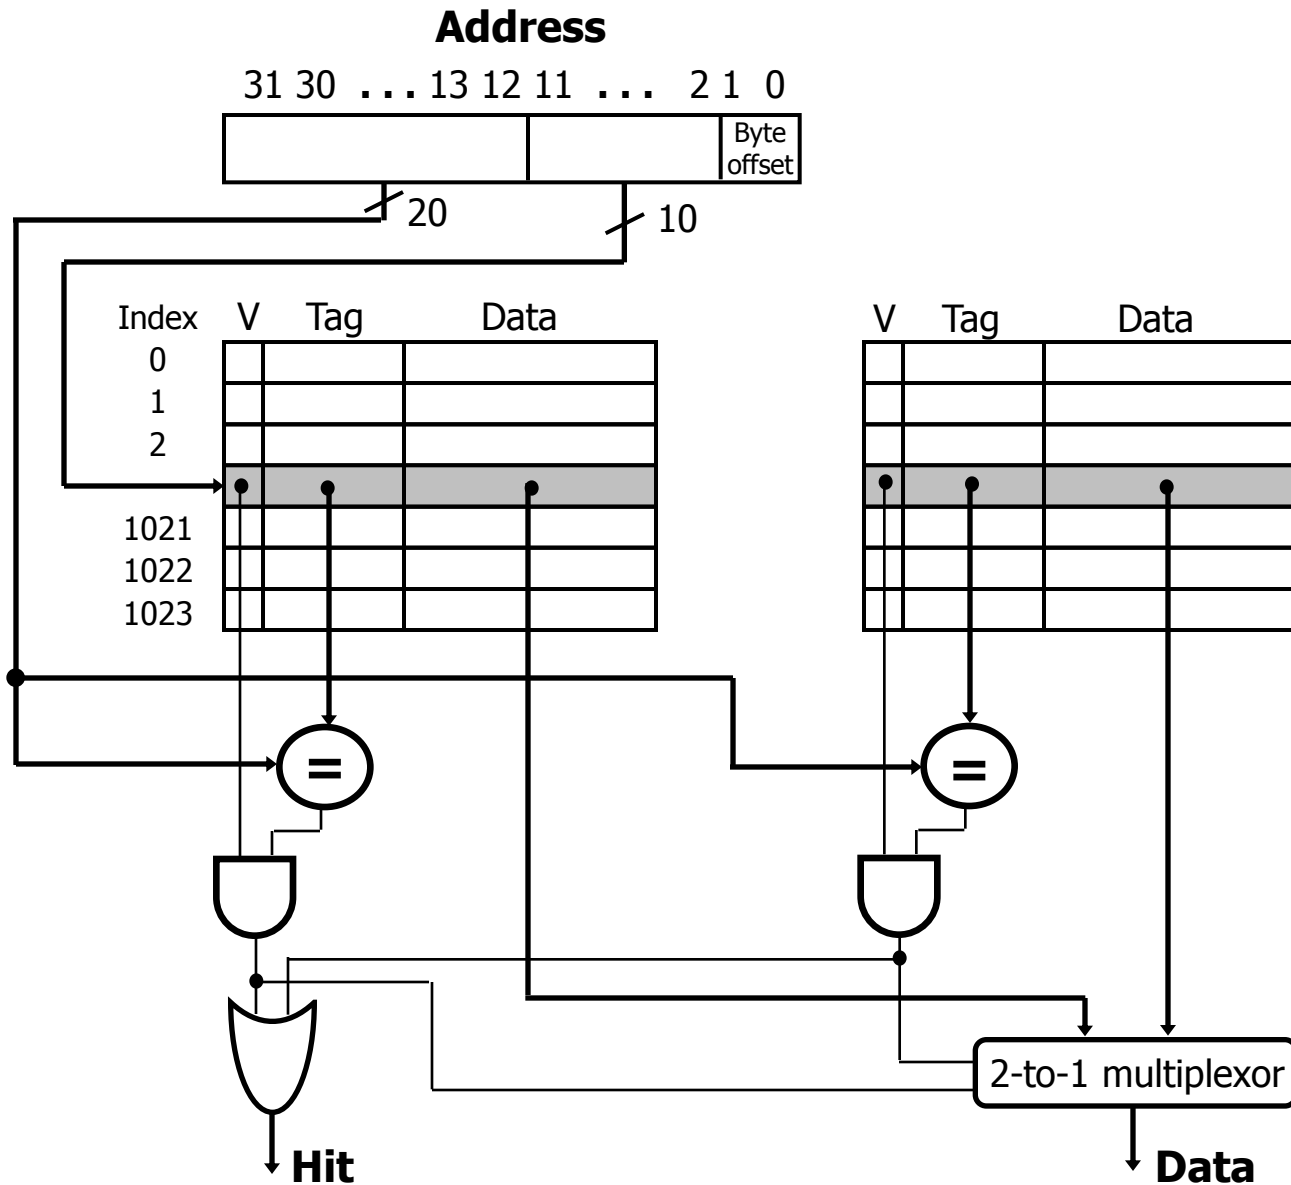 Address
31 30 ... 13 12 11 ... 2 1 0
Byte
offset
20
10
Index V Tag Data
V Tag Data
0
1
2
1021
1022
1023
=
=
2-to-1 multiplexor
Hit
Data